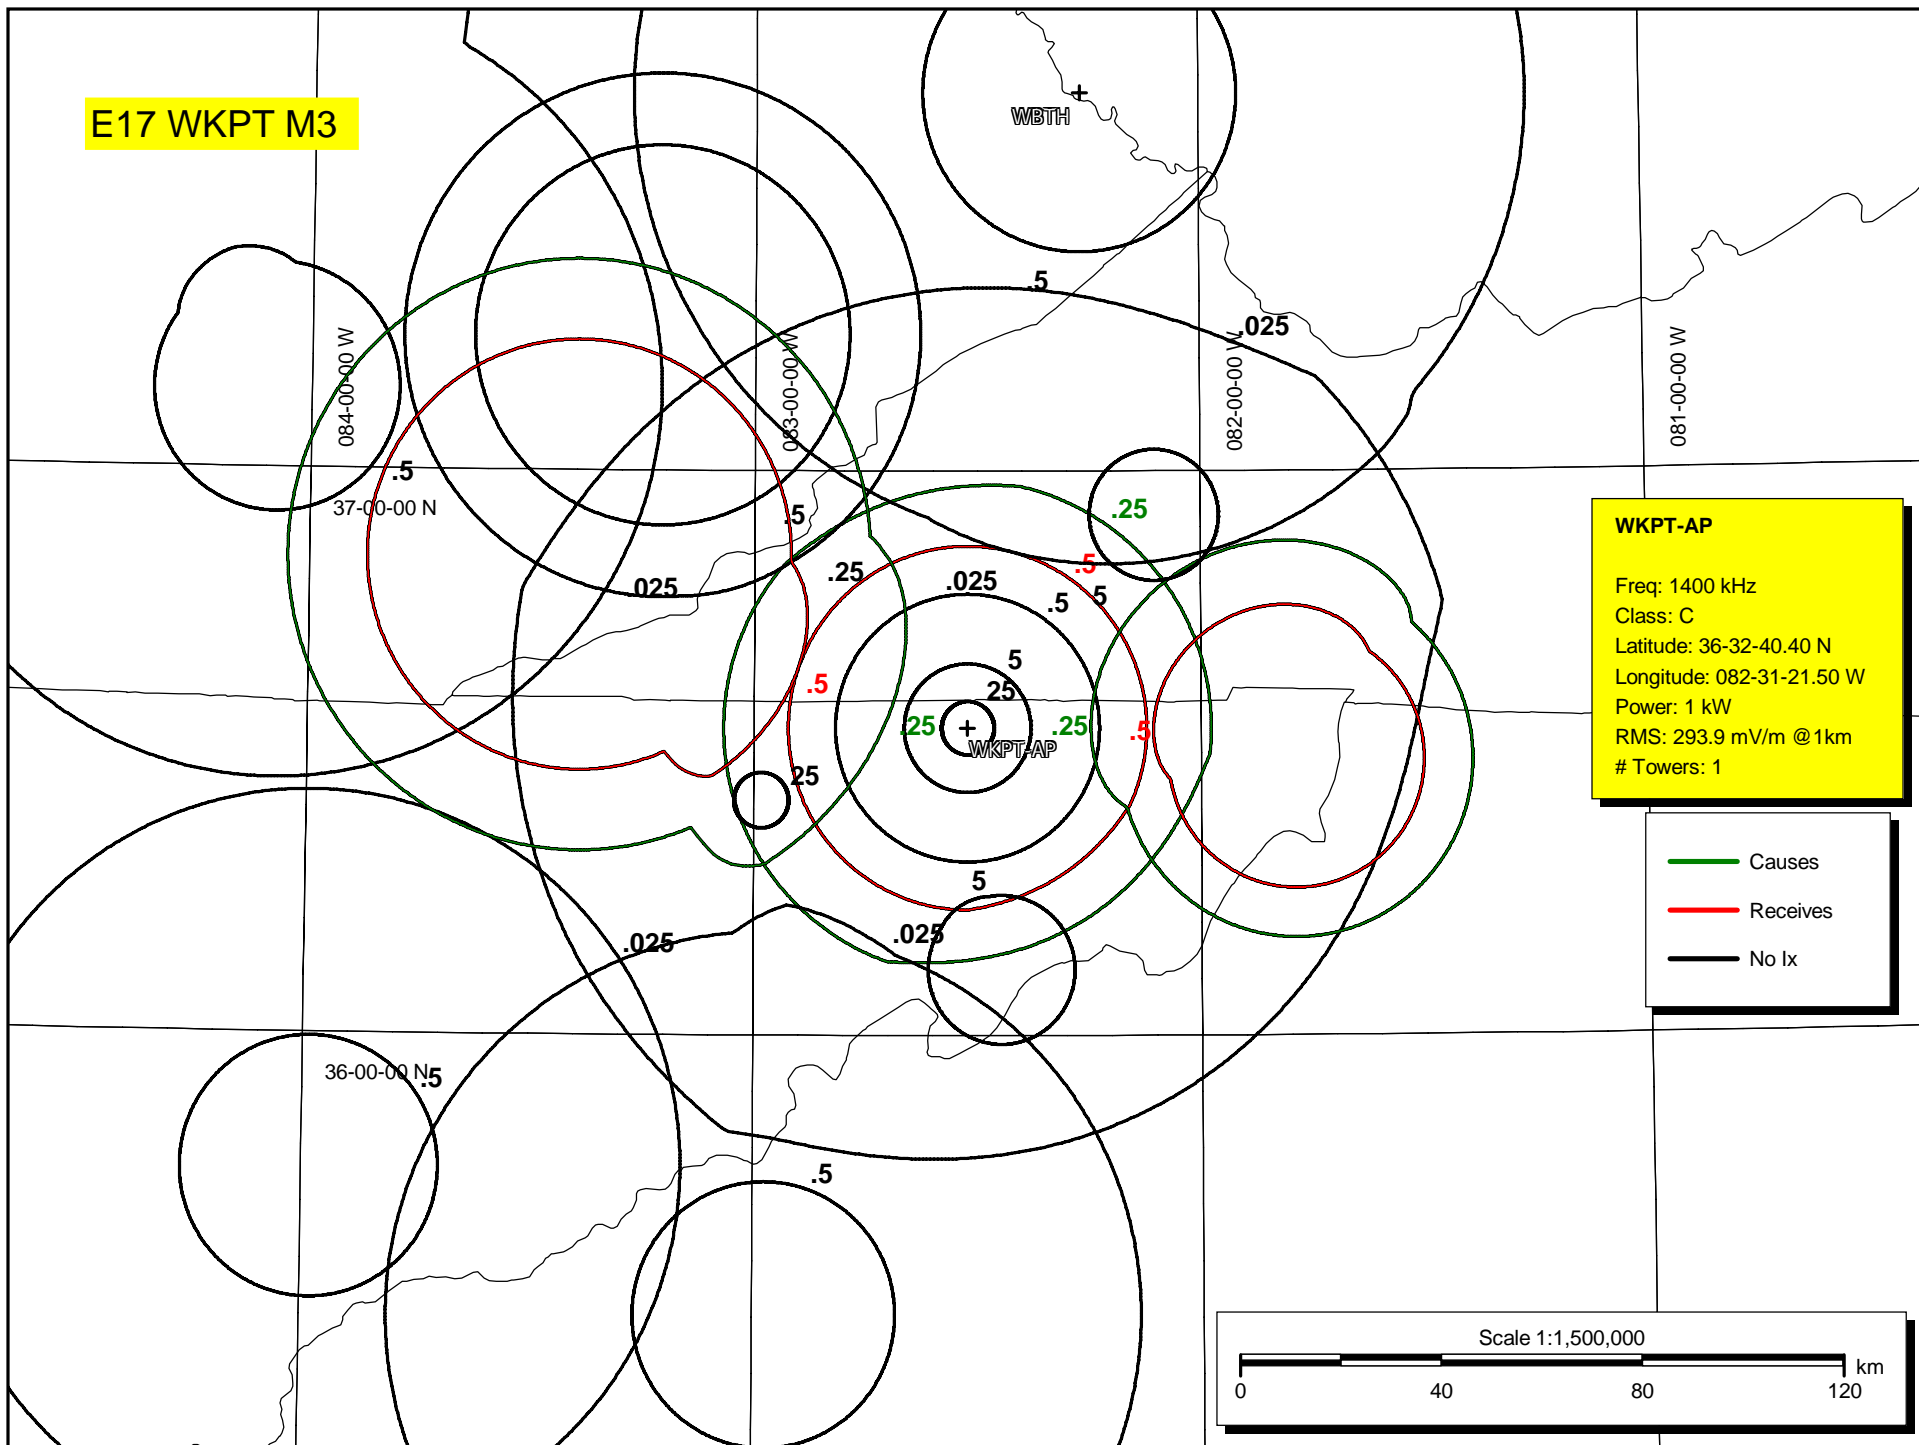 E17 WKPT M3
WBTH
.5
.025
084-00-00 W
083-00-00 W
082-00-00 W
081-00-00 W
.5
37-00-00 N
.5
.25
.5
.025
.25
.025
.5
5
WKPT-AP
Freq: 1400 kHz
Class: C
Latitude: 36-32-40.40 N
Longitude: 082-31-21.50 W
Power: 1 kW
RMS: 293.9 mV/m @1km
# Towers: 1
5
.5
25
.25
.25
.5
WKPT-AP
25
Causes
Receives
No Ix
5
.025
.025
36-00-00 N
.5
.5
Scale 1:1,500,000
km
0 40 80 120